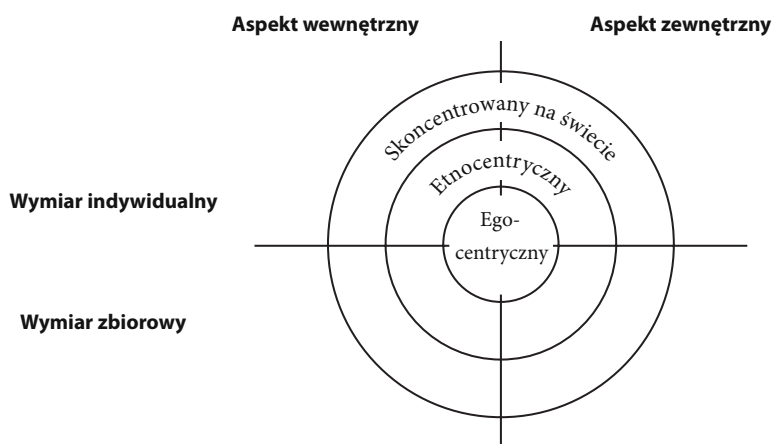 Aspekt wewnętrzny
Aspekt zewnętrzny
Skoncentrowany na świecie
Etnocentryczny
Ego-
centryczny
Wymiar indywidualny
Wymiar zbiorowy